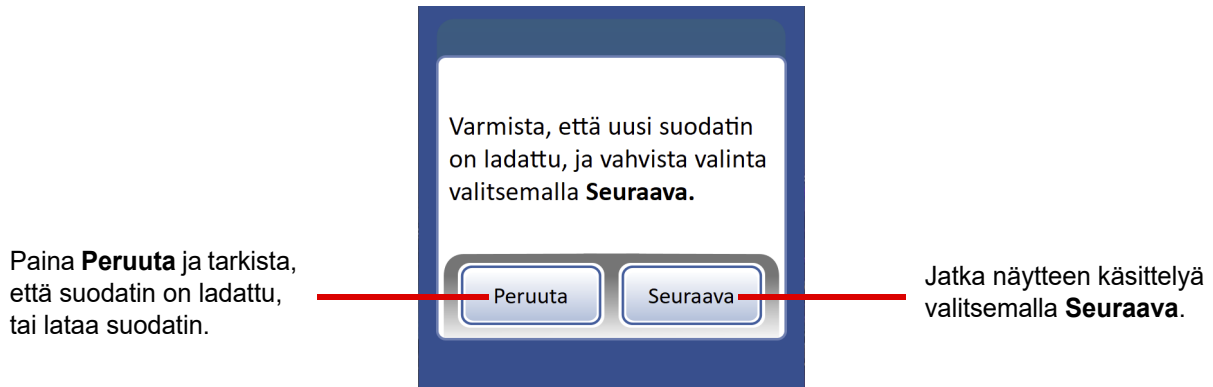 Varmista, että uusi suodatin
on ladattu, ja vahvista valinta
valitsemalla Seuraava.
Paina Peruuta ja tarkista,
että suodatin on ladattu,
tai lataa suodatin.
Peruuta
Seuraava
Jatka näytteen käsittelyä
valitsemalla Seuraava.